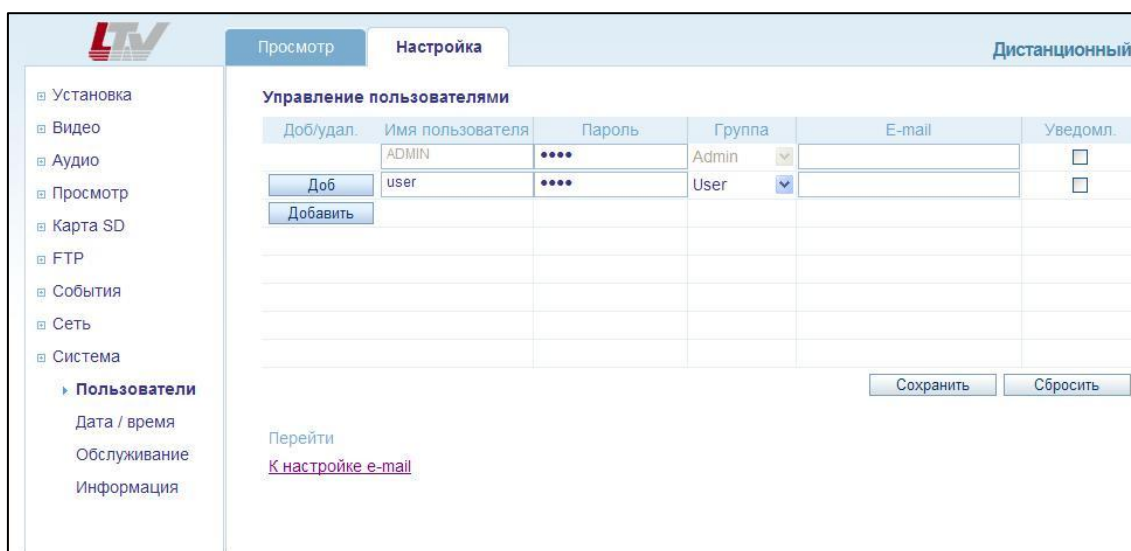 LTV
Просмотр Настройка Дистанционный
Установка
Видео
Аудио
Просмотр
Карта SD
FTP
События
Сеть
Система
Пользователи
Дата / время
Обслуживание
Информация
Управление пользователями
Доб/удал. Имя пользователя Пароль Группа E-mail Уведомл.
ADMIN •••• Admin
Доб user •••• User
Добавить
Сохранить Сбросить
Перейти
К настройке e-mail